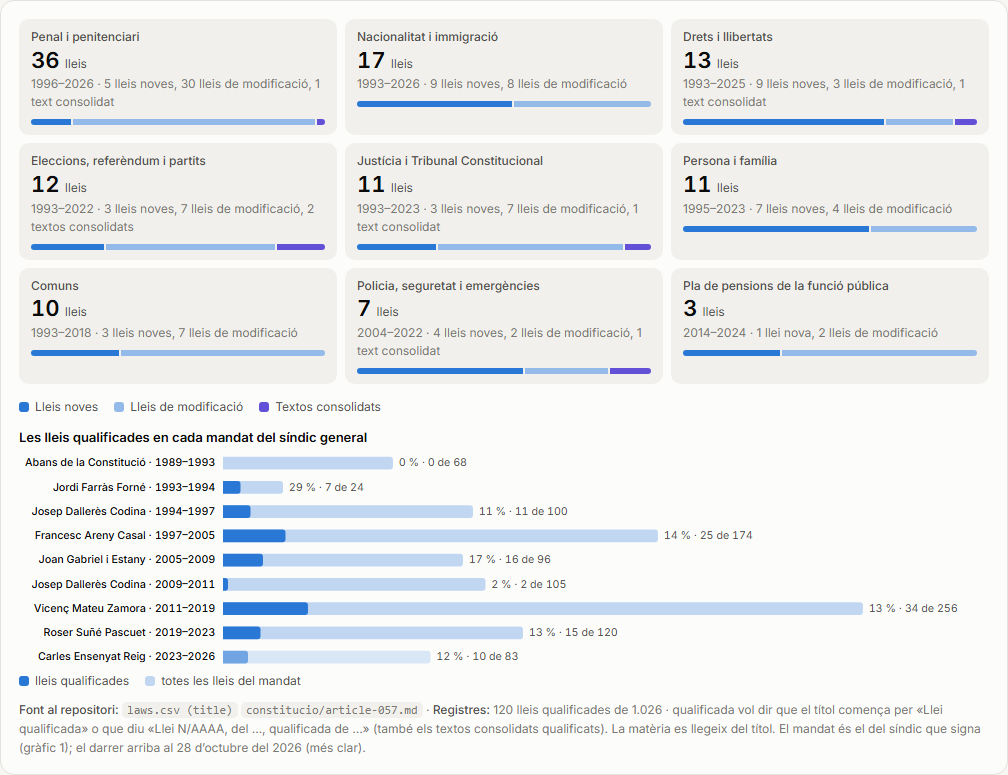 Penal i penitenciari
36 lleis
1996–2026 · 5 lleis noves, 30 lleis de modificació, 1
text consolidat
Nacionalitat i immigració
17 lleis
1993–2026 · 9 lleis noves, 8 lleis de modificació
Drets i llibertats
13 lleis
1993–2025 · 9 lleis noves, 3 lleis de modificació, 1
text consolidat
Eleccions, referèndum i partits
12 lleis
1993–2022 · 3 lleis noves, 7 lleis de modificació, 2
textos consolidats
Justícia i Tribunal Constitucional
11 lleis
1993–2023 · 3 lleis noves, 7 lleis de modificació, 1
text consolidat
Persona i família
11 lleis
1995–2023 · 7 lleis noves, 4 lleis de modificació
Comuns
10 lleis
1993–2018 · 3 lleis noves, 7 lleis de modificació
Policia, seguretat i emergències
7 lleis
2004–2022 · 4 lleis noves, 2 lleis de modificació, 1
text consolidat
Pla de pensions de la funció pública
3 lleis
2014–2024 · 1 llei nova, 2 lleis de modificació
Lleis noves Lleis de modificació Textos consolidats
Les lleis qualificades en cada mandat del síndic general
Abans de la Constitució · 1989–1993 0 % · 0 de 68
Jordi Farràs Forné · 1993–1994 29 % · 7 de 24
Josep Dallerès Codina · 1994–1997 11 % · 11 de 100
Francesc Areny Casal · 1997–2005 14 % · 25 de 174
Joan Gabriel i Estany · 2005–2009 17 % · 16 de 96
Josep Dallerès Codina · 2009–2011 2 % · 2 de 105
Vicenç Mateu Zamora · 2011–2019 13 % · 34 de 256
Roser Suñé Pascuet · 2019–2023 13 % · 15 de 120
Carles Ensenyat Reig · 2023–2026 12 % · 10 de 83
lleis qualificades totes les lleis del mandat
Font al repositori: laws.csv (title) constitucio/article-057.md · Registres: 120 lleis qualificades de 1.026 · qualificada vol dir que el títol comença per «Llei
qualificada» o que diu «Llei N/AAAA, del ..., qualificada de ...» (també els textos consolidats qualificats). La matèria es llegeix del títol. El mandat és el del síndic que signa
(gràfic 1); el darrer arriba al 28 d’octubre del 2026 (més clar).